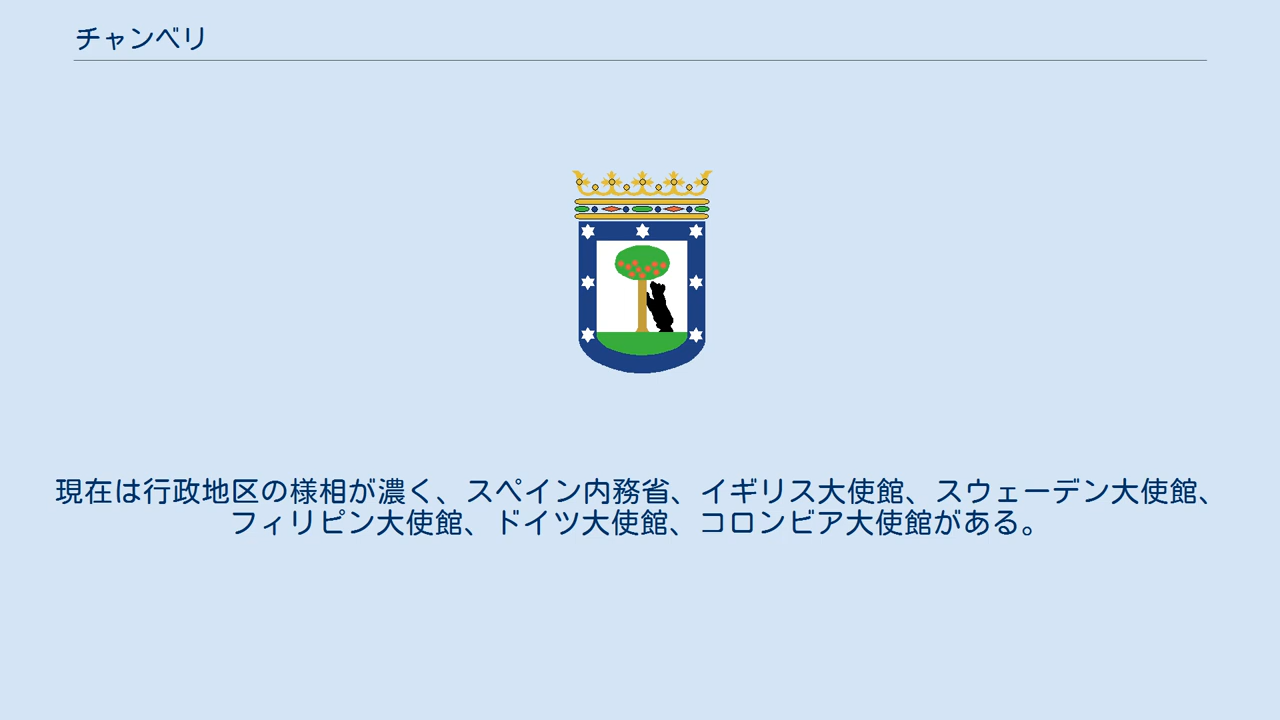 チャンベリ
現在は行政地区の様相が濃く、スペイン内務省、イギリス大使館、スウェーデン大使館、
フィリピン大使館、ドイツ大使館、コロンビア大使館がある。